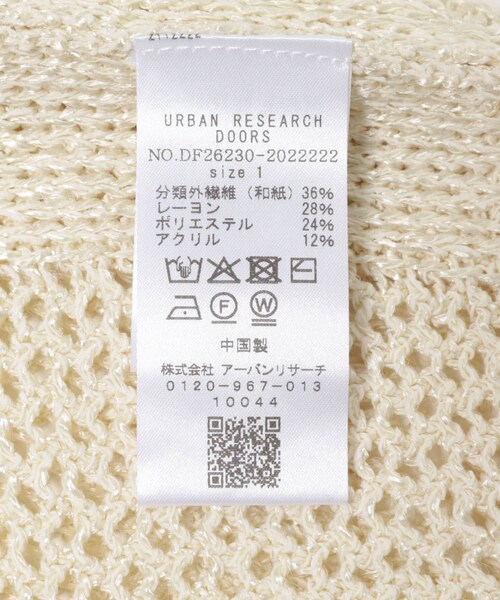 URBAN RESEARCH
DOORS
NO.DF26230-2022222
size 1
分類外繊維（和紙）36%
レーヨン 28%
ポリエステル 24%
アクリル 12%
F W
中国製
株式会社 アーバンリサーチ
0120-967-013
10044